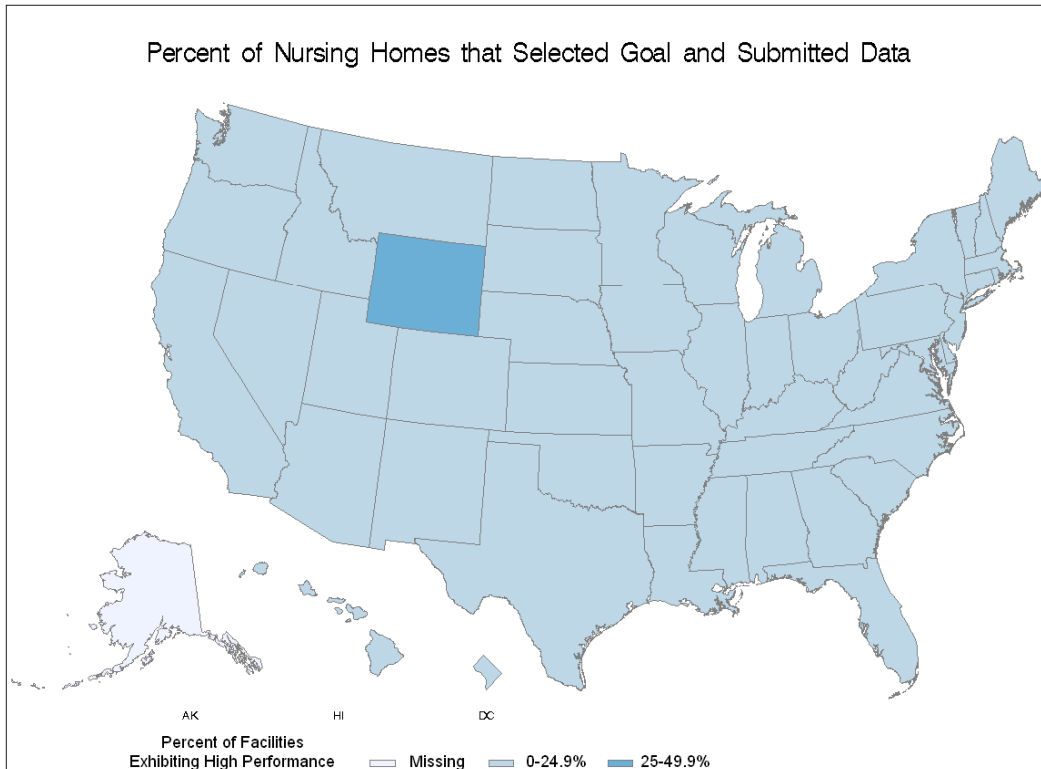 Percent of Nursing Homes that Selected Goal and Submitted Data
AK HI DC
Percent of Facilities
Exhibiting High Performance Missing 0-24.9% 25-49.9%